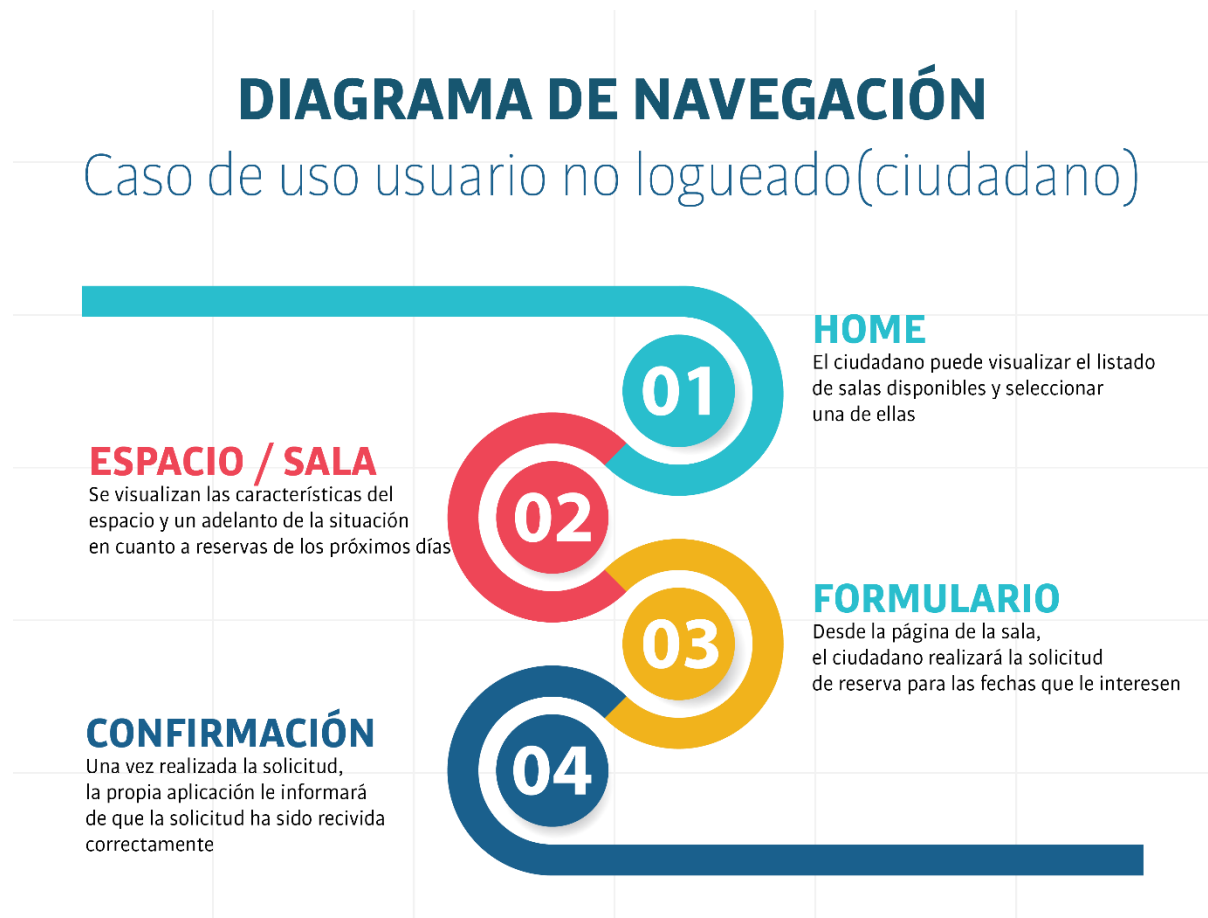 DIAGRAMA DE NAVEGACIÓN
Caso de uso usuario no logueado(ciudadano)
01
HOME
El ciudadano puede visualizar el listado
de salas disponibles y seleccionar
una de ellas
02
ESPACIO / SALA
Se visualizan las características del
espacio y un adelanto de la situación
en cuanto a reservas de los próximos días
03
FORMULARIO
Desde la página de la sala,
el ciudadano realizará la solicitud
de reserva para las fechas que le interesen
04
CONFIRMACIÓN
Una vez realizada la solicitud,
la propia aplicación le informará
de que la solicitud ha sido recivida
correctamente